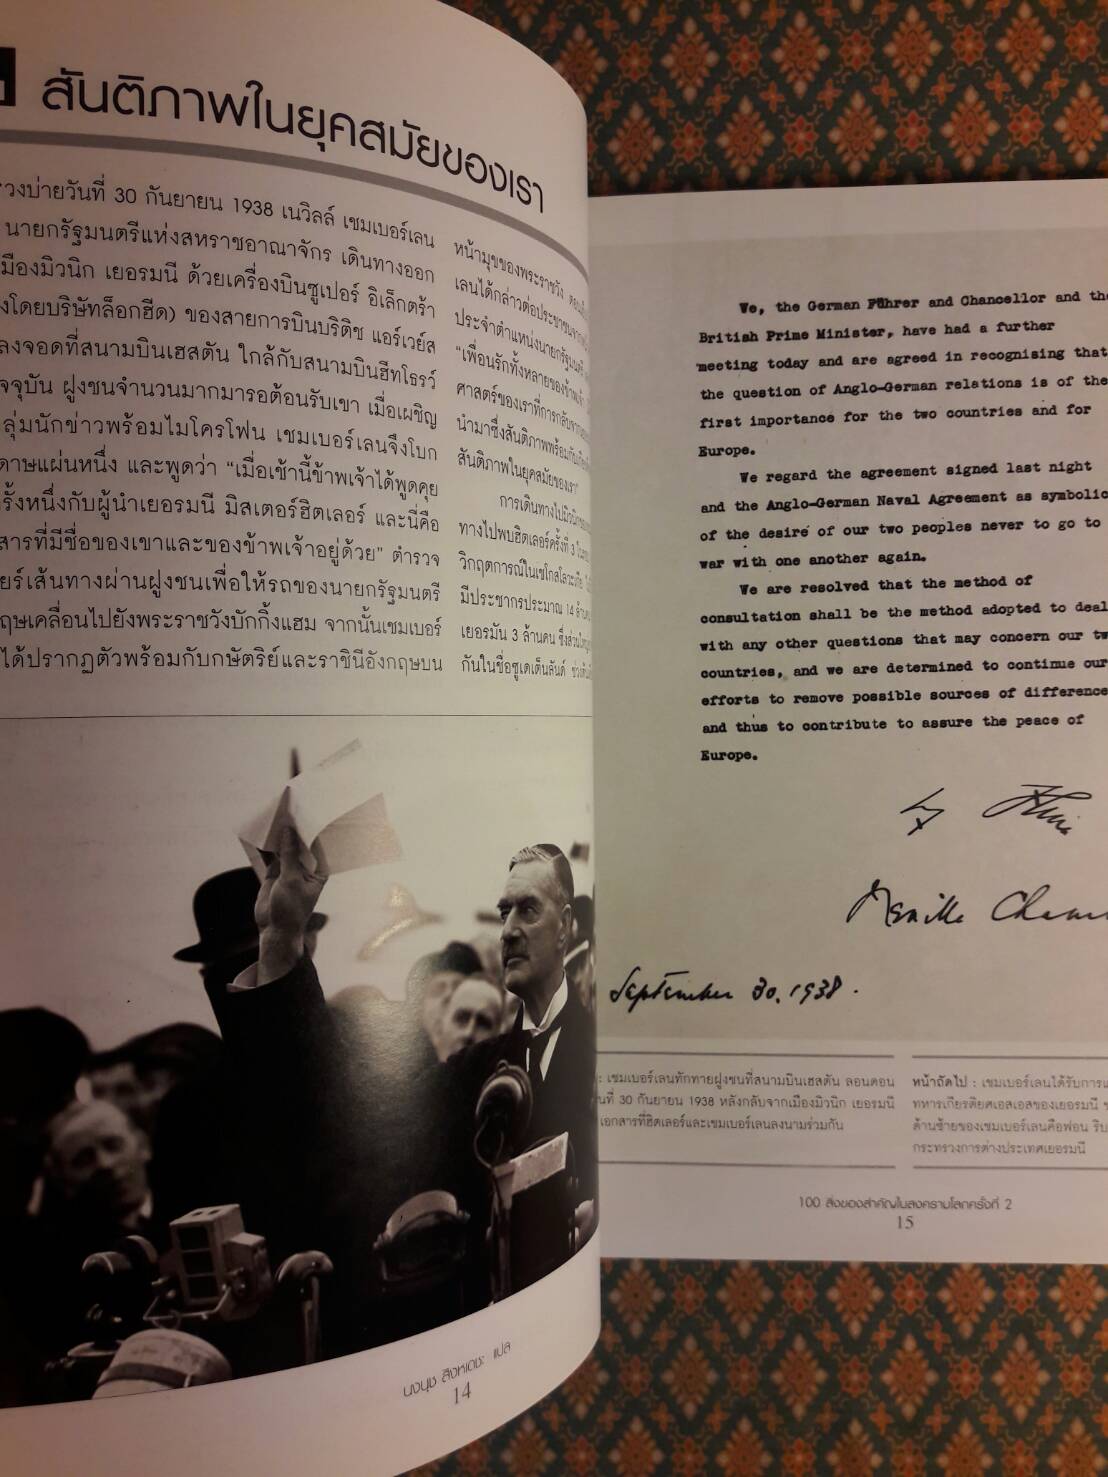 สันติภาพในยุคสมัยของเรา
วงบ่ายวันที่ 30 กันยายน 1938 เนวิลล์ เชมเบอร์เลน
นายกรัฐมนตรีแห่งสหราชอาณาจักร เดินทางออก
เมืองมิวนิก เยอรมนี ด้วยเครื่องบินซูเปอร์ อิเล็กตร้า
งโดยบริษัทล็อกฮีด) ของสายการบินบริติช แอร์เวย์ส
ลงจอดที่สนามบินเฮสตัน ใกล้กับสนามบินฮีทโธรว์
จจุบัน ฝูงชนจำนวนมากมารอต้อนรับเขา เมื่อเผชิญ
ลุ่มนักข่าวพร้อมไมโครโฟน เชมเบอร์เลนจึงโบก
ดาษแผ่นหนึ่ง และพูดว่า “เมื่อเช้านี้ข้าพเจ้าได้พูดคุย
รั้งหนึ่งกับผู้นำเยอรมนี มิสเตอร์ฮิตเลอร์ และนี่คือ
สารที่มีชื่อของเขาและของข้าพเจ้าอยู่ด้วย” ตำรวจ
ยร์เส้นทางผ่านฝูงชนเพื่อให้รถของนายกรัฐมนตรี
ฤษเคลื่อนไปยังพระราชวังบักกิ้งแฮม จากนั้นเชมเบอร์
ได้ปรากฏตัวพร้อมกับกษัตริย์และราชินีอังกฤษบน
หน้ามุขของพระราชวัง
เลนได้กล่าวต่อประชาชนจาก
ประจำตำแหน่งนายกรัฐมนตรี
“เพื่อนรักทั้งหลายของข้าพเจ้า
ศาสตร์ของเราที่การกลับจาก
นำมาซึ่งสันติภาพพร้อมกับเกียรติ
สันติภาพในยุคสมัยของเรา”
การเดินทางไปมิวนิก
ทางไปพบฮิตเลอร์ครั้งที่ 3
วิกฤตการณ์ในเชโกสโลวะเกีย
มีประชากรประมาณ 14 ล้าน
เยอรมัน 3 ล้านคน ซึ่งส่วนใหญ่
กันในชื่อซูเดเต็นลันด์
นงนุช สิงหเดชะ แปล
14
We, the German Führer and Chancellor and the
British Prime Minister, have had a further
meeting today and are agreed in recognising that
the question of Anglo-German relations is of the
first importance for the two countries and for
Europe.
We regard the agreement signed last night
and the Anglo-German Naval Agreement as symbolic
of the desire of our two peoples never to go to
war with one another again.
We are resolved that the method of
consultation shall be the method adopted to deal
with any other questions that may concern our tw
countries, and we are determined to continue our
efforts to remove possible sources of difference
and thus to contribute to assure the peace of
Europe.
Neville Cham
September 30, 1938.
: เชมเบอร์เลนทักทายฝูงชนที่สนามบินเฮสตัน ลอนดอน
นที่ 30 กันยายน 1938 หลังกลับจากเมืองมิวนิก เยอรมนี
เอกสารที่ฮิตเลอร์และเชมเบอร์เลนลงนามร่วมกัน
หน้าถัดไป : เชมเบอร์เลนได้รับการแ
ทหารเกียรติยศเอสเอสของเยอรมนี
ด้านซ้ายของเชมเบอร์เลนคือฟอน ริบ
กระทรวงการต่างประเทศเยอรมนี
100 สิ่งของสำคัญในสงครามโลกครั้งที่ 2
15